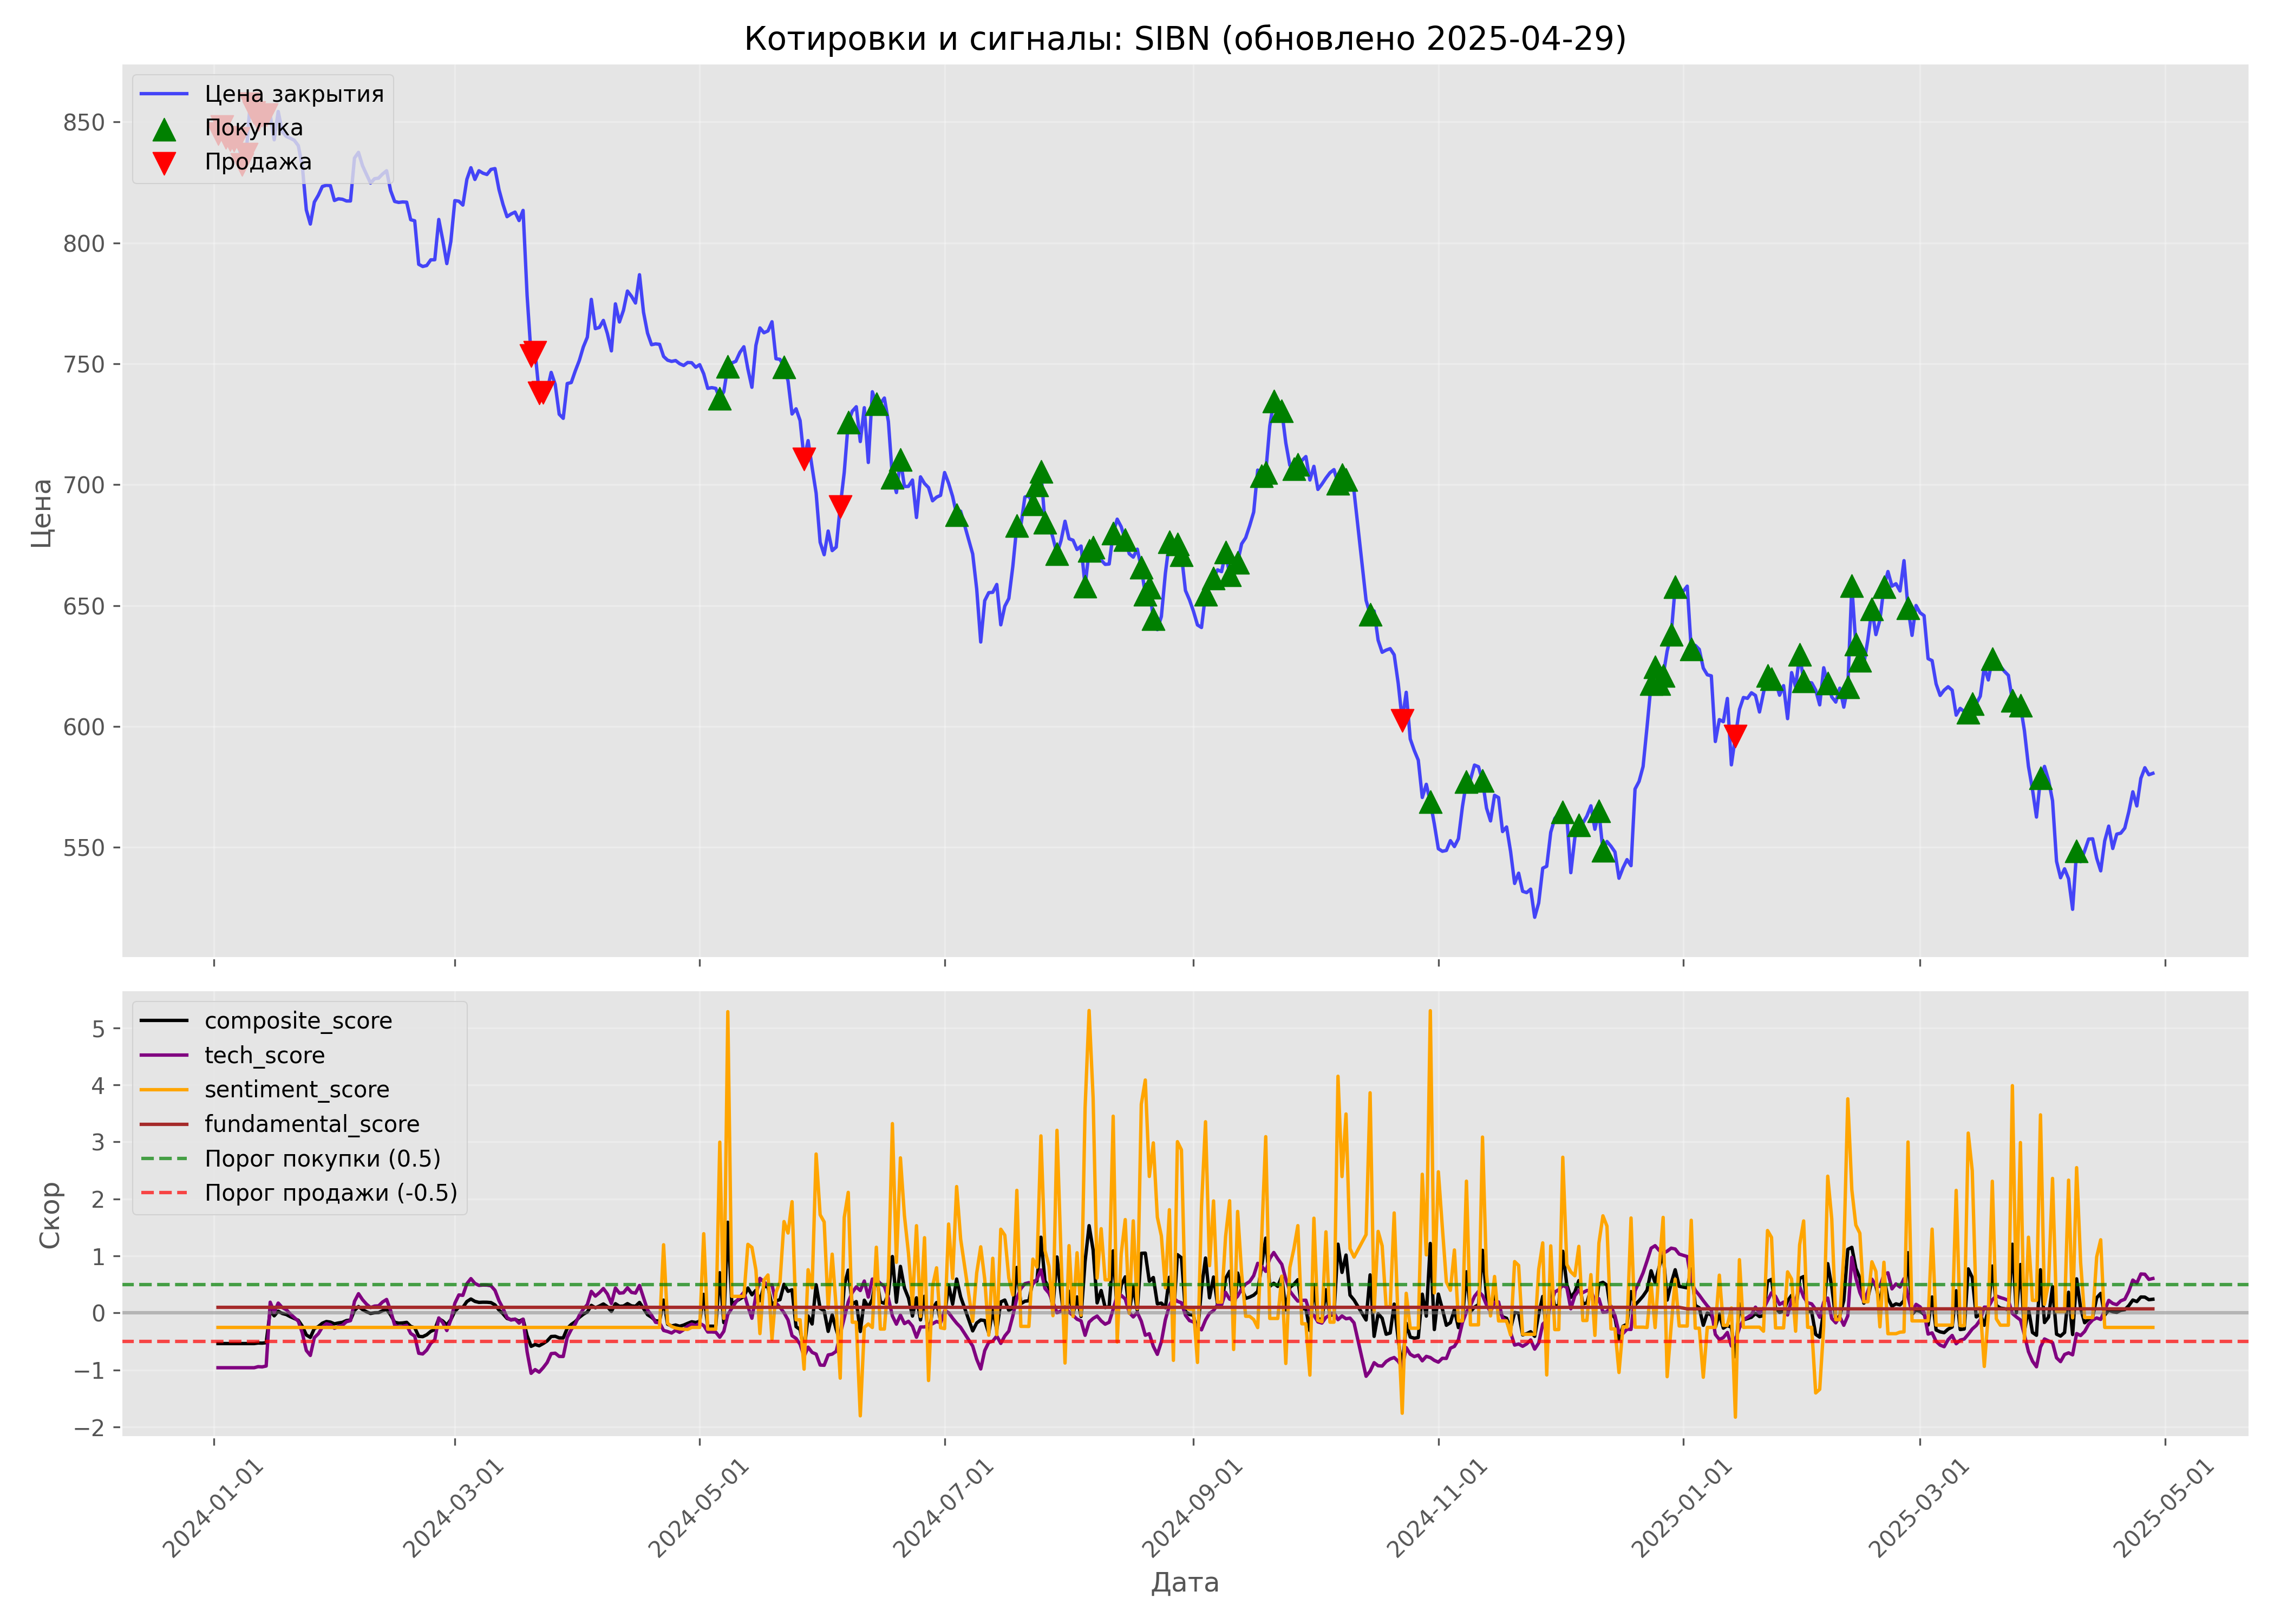 Котировки и сигналы: SIBN (обновлено 2025-04-29)
Цена закрытия
Покупка
Продажа
850
800
750
700
650
600
550
Цена
composite_score
tech_score
sentiment_score
fundamental_score
Порог покупки (0.5)
Порог продажи (-0.5)
5
4
3
2
1
0
−1
−2
Скор
2024-01-01
2024-03-01
2024-05-01
2024-07-01
2024-09-01
2024-11-01
2025-01-01
2025-03-01
2025-05-01
Дата